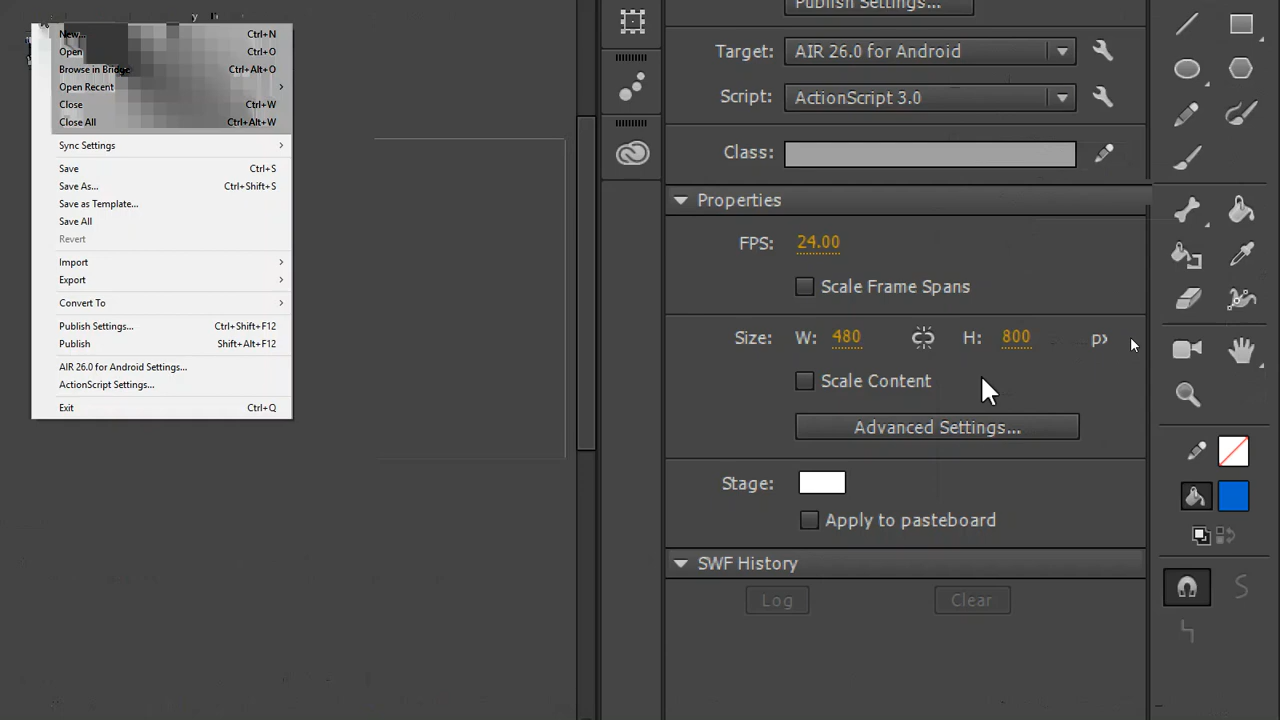 New... Ctrl+N
Open Ctrl+O
Browse in Bridge Ctrl+Alt+O
Open Recent
Close Ctrl+W
Close All Ctrl+Alt+W
Sync Settings
Save Ctrl+S
Save As... Ctrl+Shift+S
Save as Template...
Save All
Revert
Import
Export
Convert To
Publish Settings... Ctrl+Shift+F12
Publish Shift+Alt+F12
AIR 26.0 for Android Settings...
ActionScript Settings...
Exit Ctrl+Q
Publish Settings...
Target: AIR 26.0 for Android
Script: ActionScript 3.0
Class:
Properties
FPS: 24.00
Scale Frame Spans
Size: W: 480 H: 800
Scale Content
Advanced Settings...
Stage:
Apply to pasteboard
SWF History
Log Clear